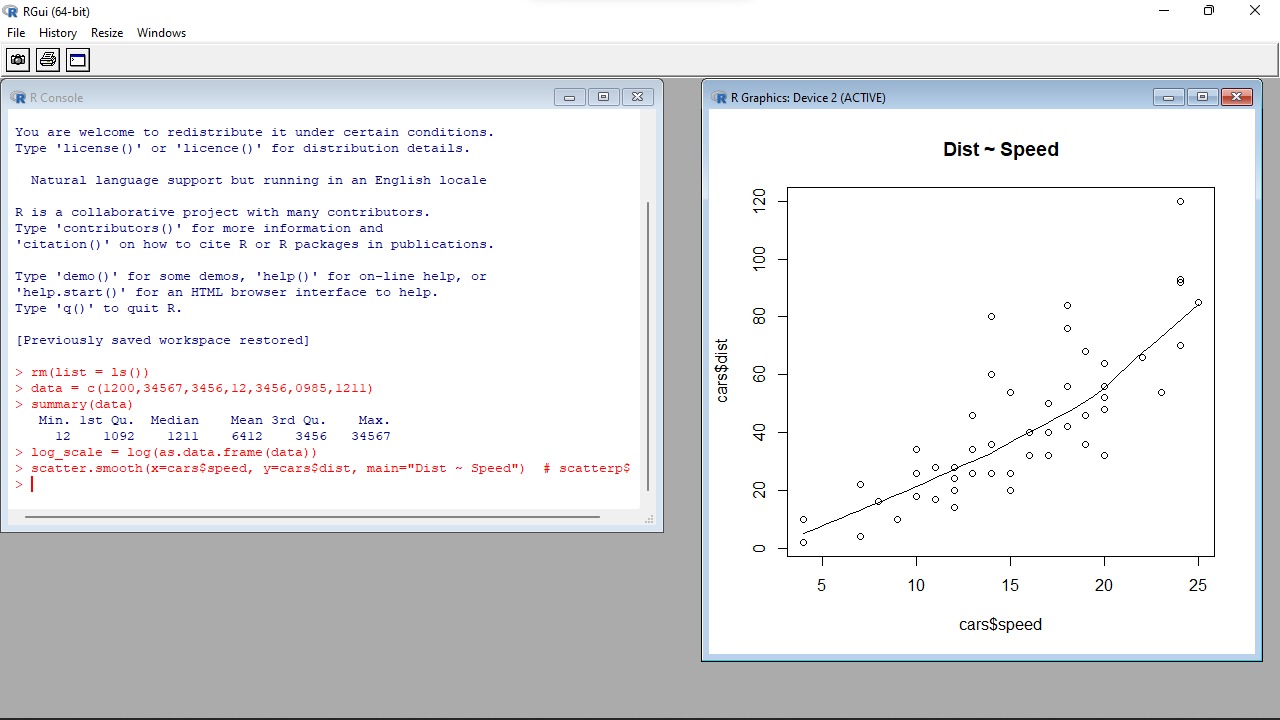 RGui (64-bit)
File History Resize Windows
R Console
You are welcome to redistribute it under certain conditions.
Type 'license()' or 'licence()' for distribution details.
Natural language support but running in an English locale
R is a collaborative project with many contributors.
Type 'contributors()' for more information and
'citation()' on how to cite R or R packages in publications.
Type 'demo()' for some demos, 'help()' for on-line help, or
'help.start()' for an HTML browser interface to help.
Type 'q()' to quit R.
[Previously saved workspace restored]
> rm(list = ls())
> data = c(1200,34567,3456,12,3456,0985,1211)
> summary(data)
Min. 1st Qu. Median Mean 3rd Qu. Max.
12 1092 1211 6412 3456 34567
> log_scale = log(as.data.frame(data))
> scatter.smooth(x=cars$speed, y=cars$dist, main="Dist ~ Speed") # scatterp$
>
R Graphics: Device 2 (ACTIVE)
Dist ~ Speed
120
100
80
60
40
20
0
cars$dist
5 10 15 20 25
cars$speed